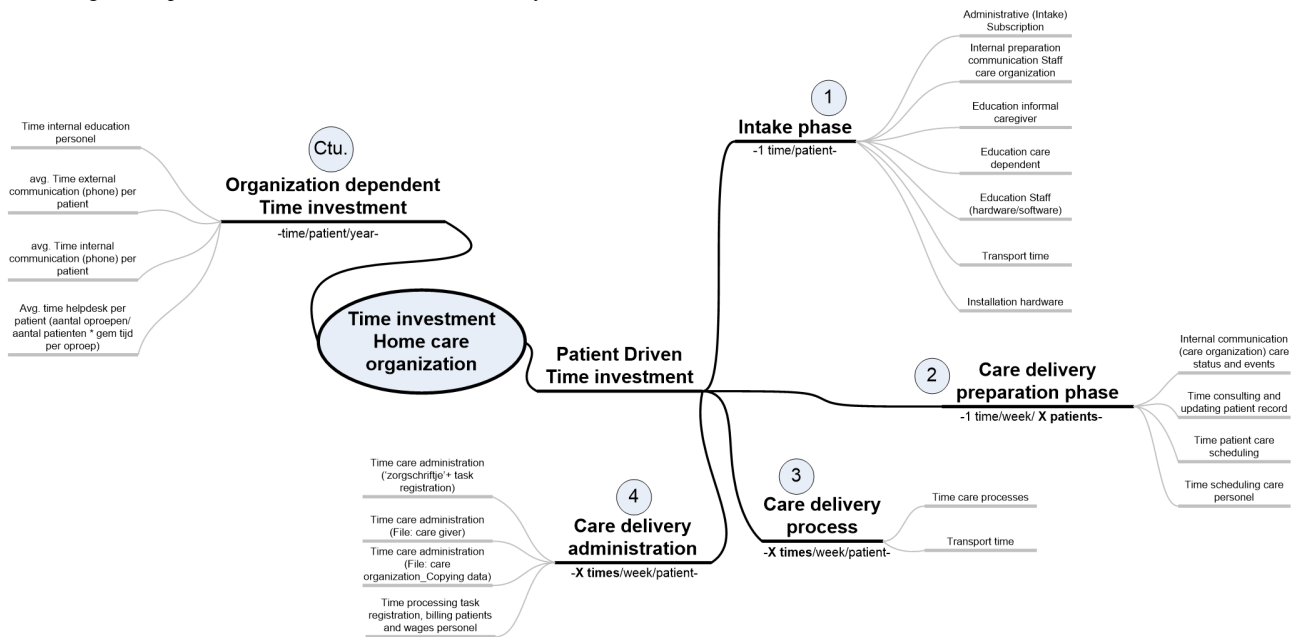 Administrative (Intake)
Subscription
Internal preparation
communication Staff
care organization
1
Intake phase
-1 time/patient-
Education informal
caregiver
Education care
dependent
Education Staff
(hardware/software)
Transport time
Installation hardware
Time internal education
personel
avg. Time external
communication (phone) per
patient
avg. Time internal
communication (phone) per
patient
Avg. time helpdesk per
patient (aantal oproepen/
aantal patienten * gem tijd
per oproep)
Ctu.
Organization dependent
Time investment
-time/patient/year-
Time investment
Home care
organization
Patient Driven
Time investment
2
Care delivery
preparation phase
-1 time/week/ X patients-
Internal communication
(care organization) care
status and events
Time consulting and
updating patient record
Time patient care
scheduling
Time scheduling care
personel
3
Care delivery
process
-X times/week/patient-
Time care processes
Transport time
4
Care delivery
administration
-X times/week/patient-
Time care administration
('zorgschriftje'+ task
registration)
Time care administration
(File: care giver)
Time care administration
(File: care
organization_Copying data)
Time processing task
registration, billing patients
and wages personel